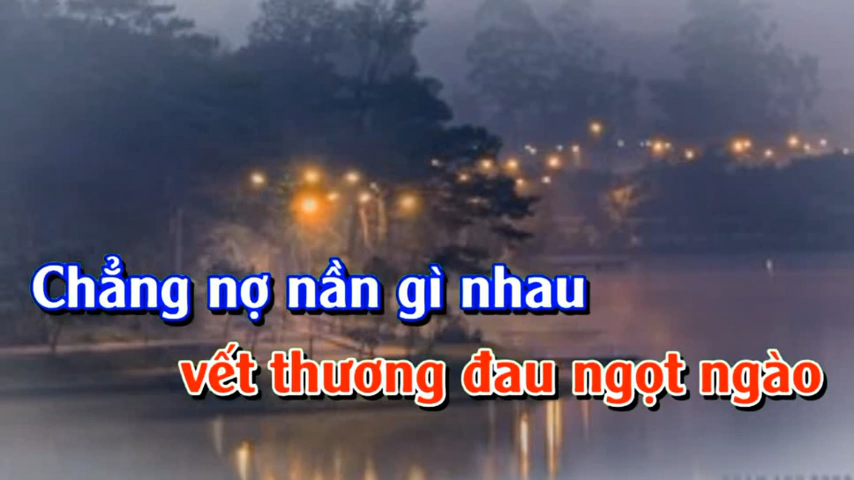 Chẳng nợ nần gì nhau
vết thương đau ngọt ngào